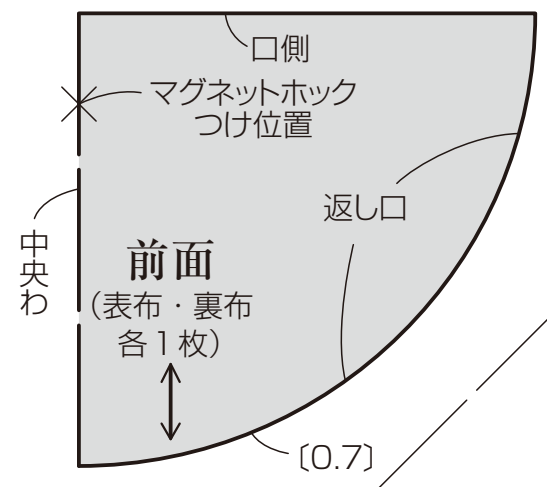 口側
マグネットホック
つけ位置
返し口
中央わ
前面
（表布・裏布
各１枚）
〔0.7〕